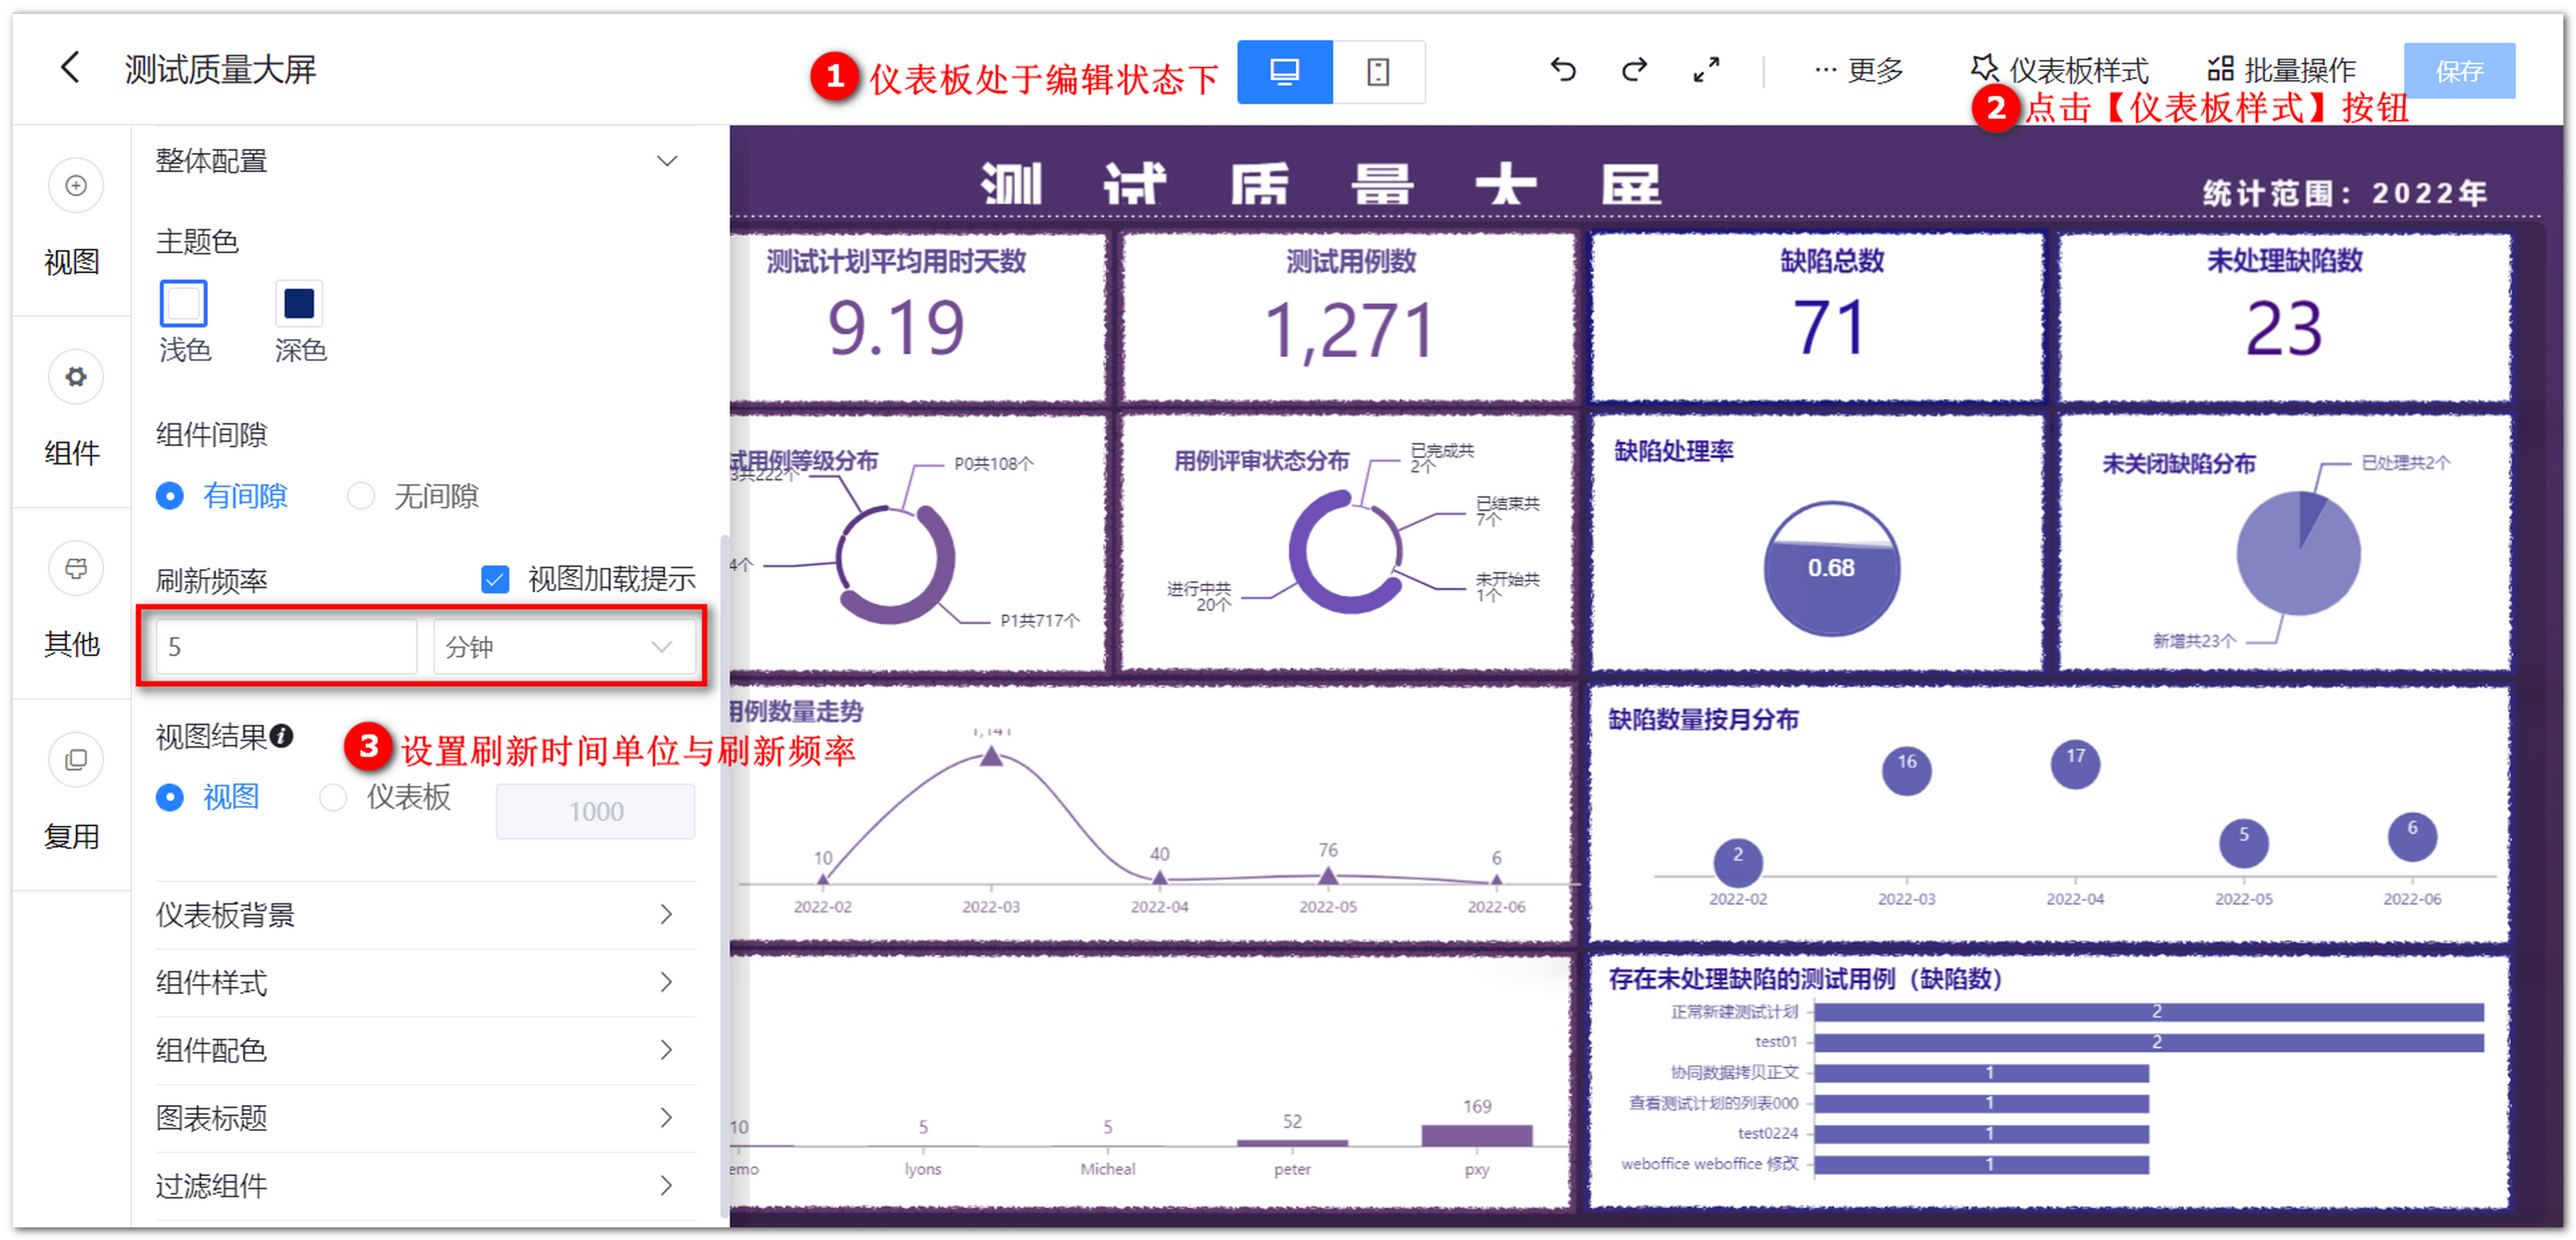 测试质量大屏
1 仪表板处于编辑状态下
··· 更多
仪表板样式
批量操作
保存
2 点击【仪表板样式】按钮
视图
组件
其他
复用
整体配置
主题色
浅色
深色
组件间隙
有间隙
无间隙
刷新频率
视图加载提示
5
分钟
视图结果
3 设置刷新时间单位与刷新频率
视图
仪表板
1000
仪表板背景
组件样式
组件配色
图表标题
过滤组件
测试质量大屏
统计范围：2022年
测试计划平均用时天数
9.19
测试用例数
1,271
缺陷总数
71
未处理缺陷数
23
试用例等级分布
P0共108个
3共222个
4个
P1共717个
用例评审状态分布
已完成共
2个
已结束共
7个
未开始共
1个
进行中共
20个
缺陷处理率
0.68
未关闭缺陷分布
已处理共2个
新增共23个
用例数量走势
1,141
10
40
76
6
2022-02
2022-03
2022-04
2022-05
2022-06
缺陷数量按月分布
2
16
17
5
6
2022-02
2022-03
2022-04
2022-05
2022-06
10
5
5
52
169
emo
lyons
Micheal
peter
pxy
存在未处理缺陷的测试用例（缺陷数）
正常新建测试计划 2
test01 2
协同数据拷贝正文 1
查看测试计划的列表000 1
test0224 1
weboffice weboffice 修改 1